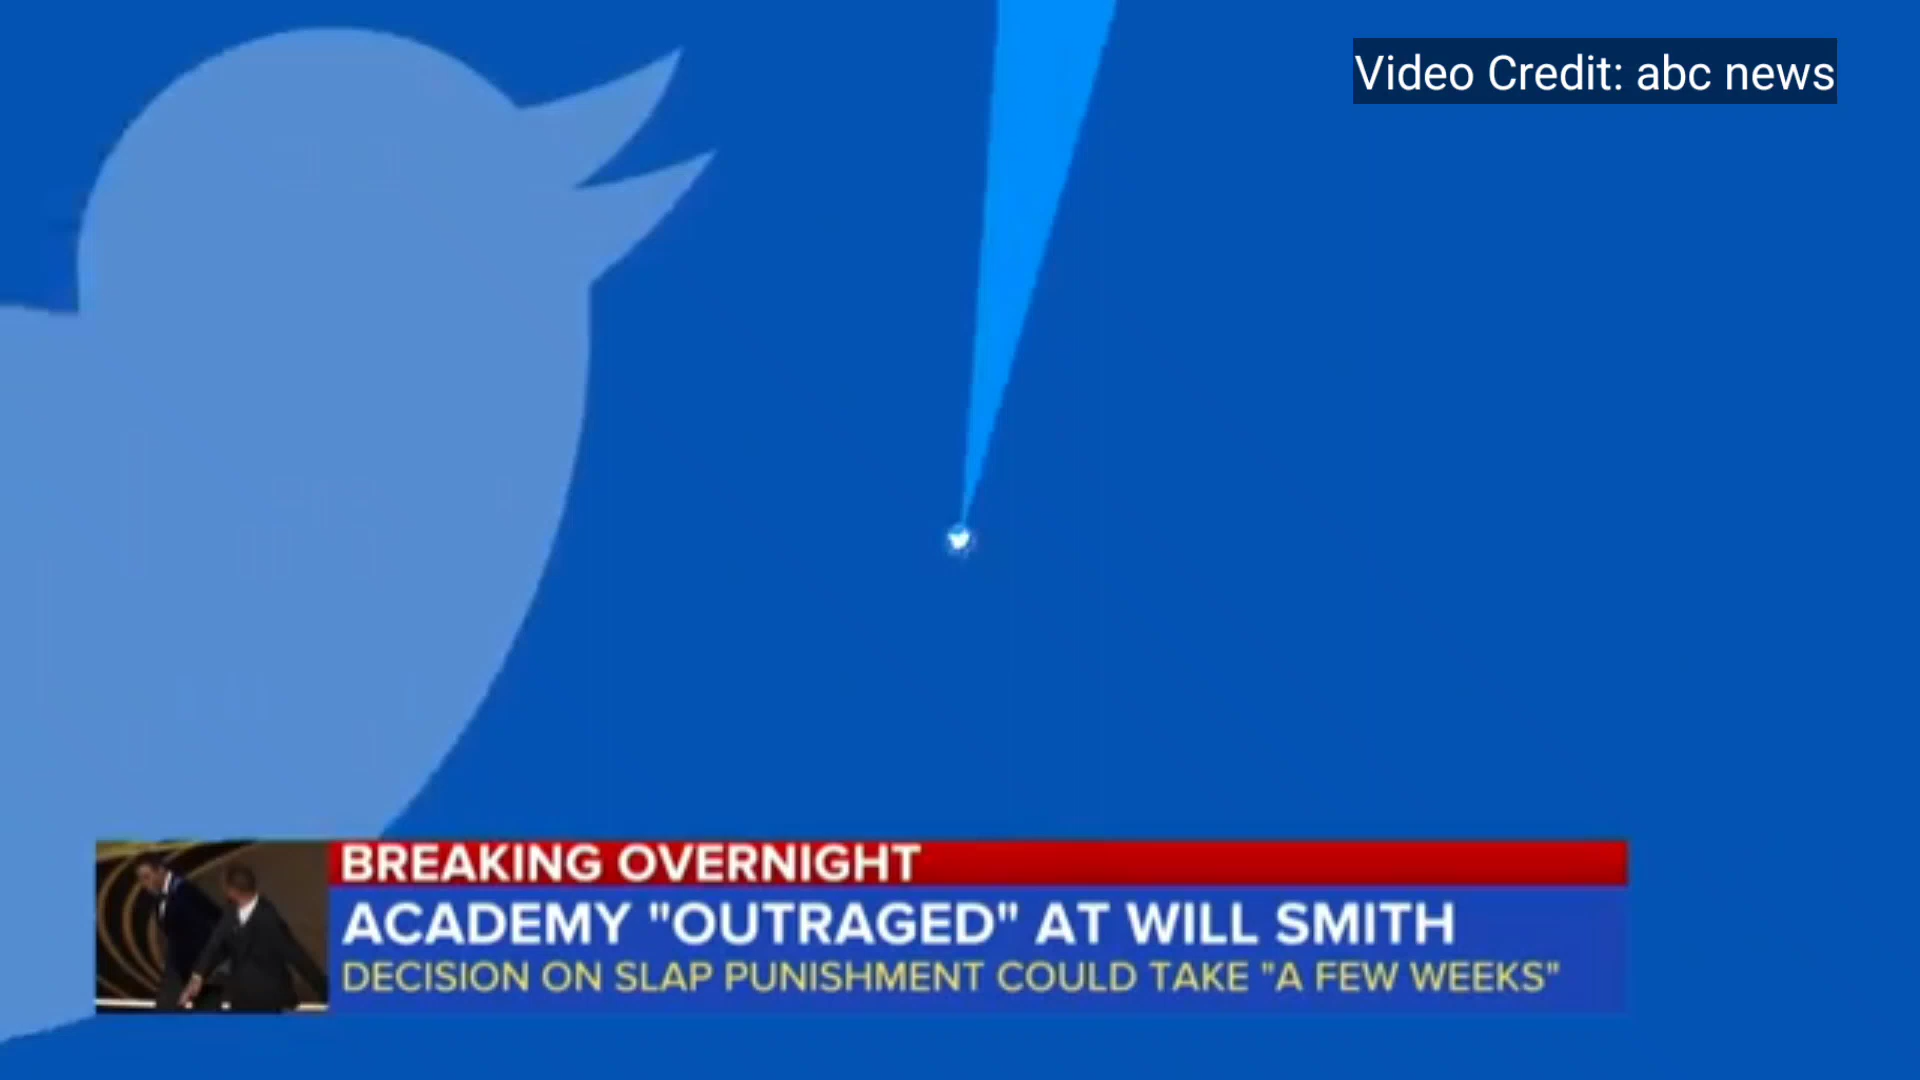 Video Credit: abc news
BREAKING OVERNIGHT
ACADEMY "OUTRAGED" AT WILL SMITH
DECISION ON SLAP PUNISHMENT COULD TAKE "A FEW WEEKS"